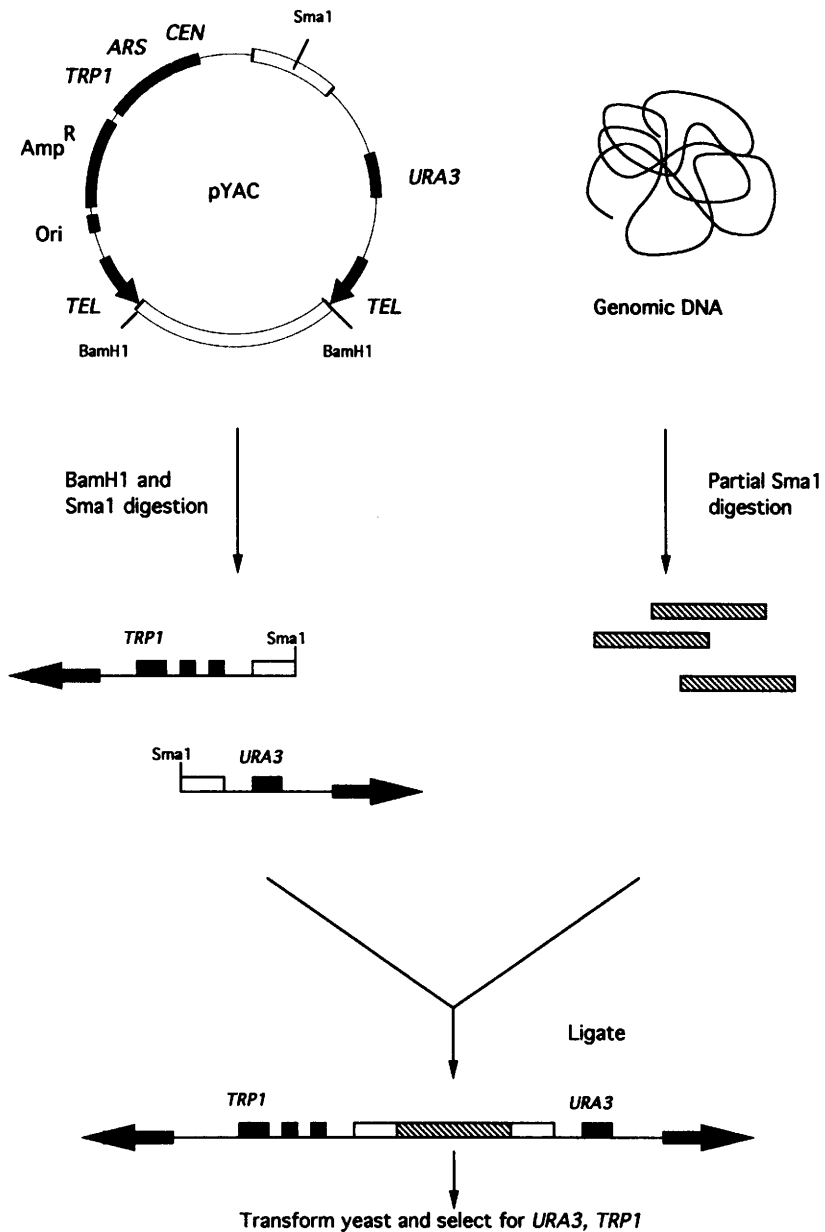 Sma1
CEN
ARS
TRP1
Amp R
pYAC
URA3
Ori
TEL
TEL
BamH1
BamH1
Genomic DNA
BamH1 and
Sma1 digestion
Partial Sma1
digestion
TRP1
Sma1
Sma1
URA3
Ligate
TRP1
URA3
Transform yeast and select for URA3, TRP1